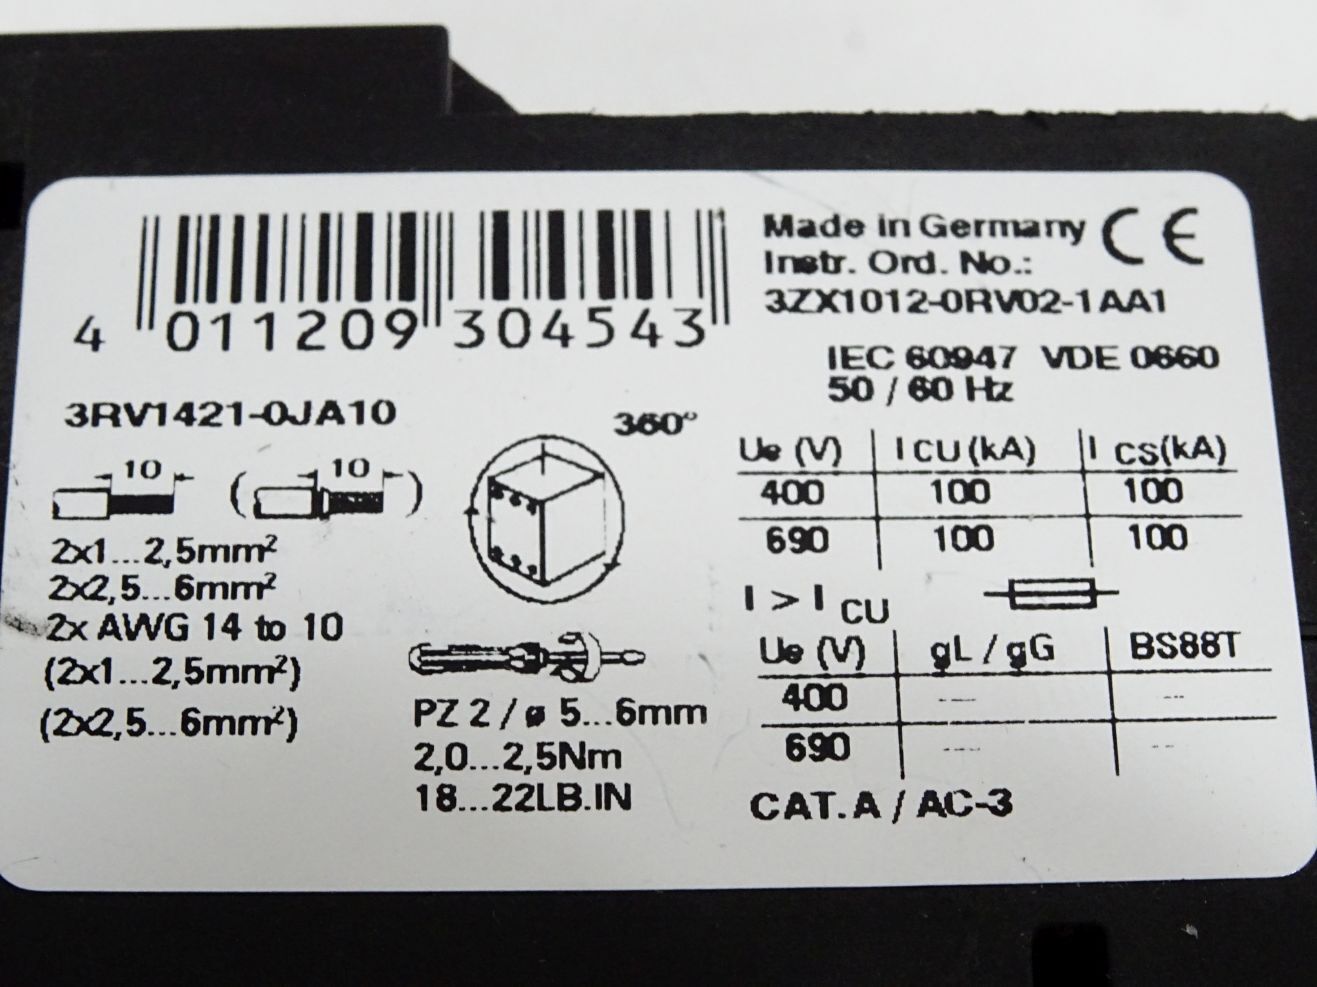 4 011209 304543
Made in Germany CE
Instr. Ord. No.:
3ZX1012-0RV02-1AA1
IEC 60947 VDE 0660
50 / 60 Hz
3RV1421-0JA10
10 (10)
2x1...2,5mm²
2x2,5...6mm²
2x AWG 14 to 10
(2x1...2,5mm²)
(2x2,5...6mm²)
360°
PZ 2 / ø 5...6mm
2,0...2,5Nm
18...22LB.IN
Ue (V) I CU (kA) I CS(kA)
400 100 100
690 100 100
I > I CU
Ue (V) gL / gG BS88T
400 --- --
690 ---- --
CAT. A / AC-3